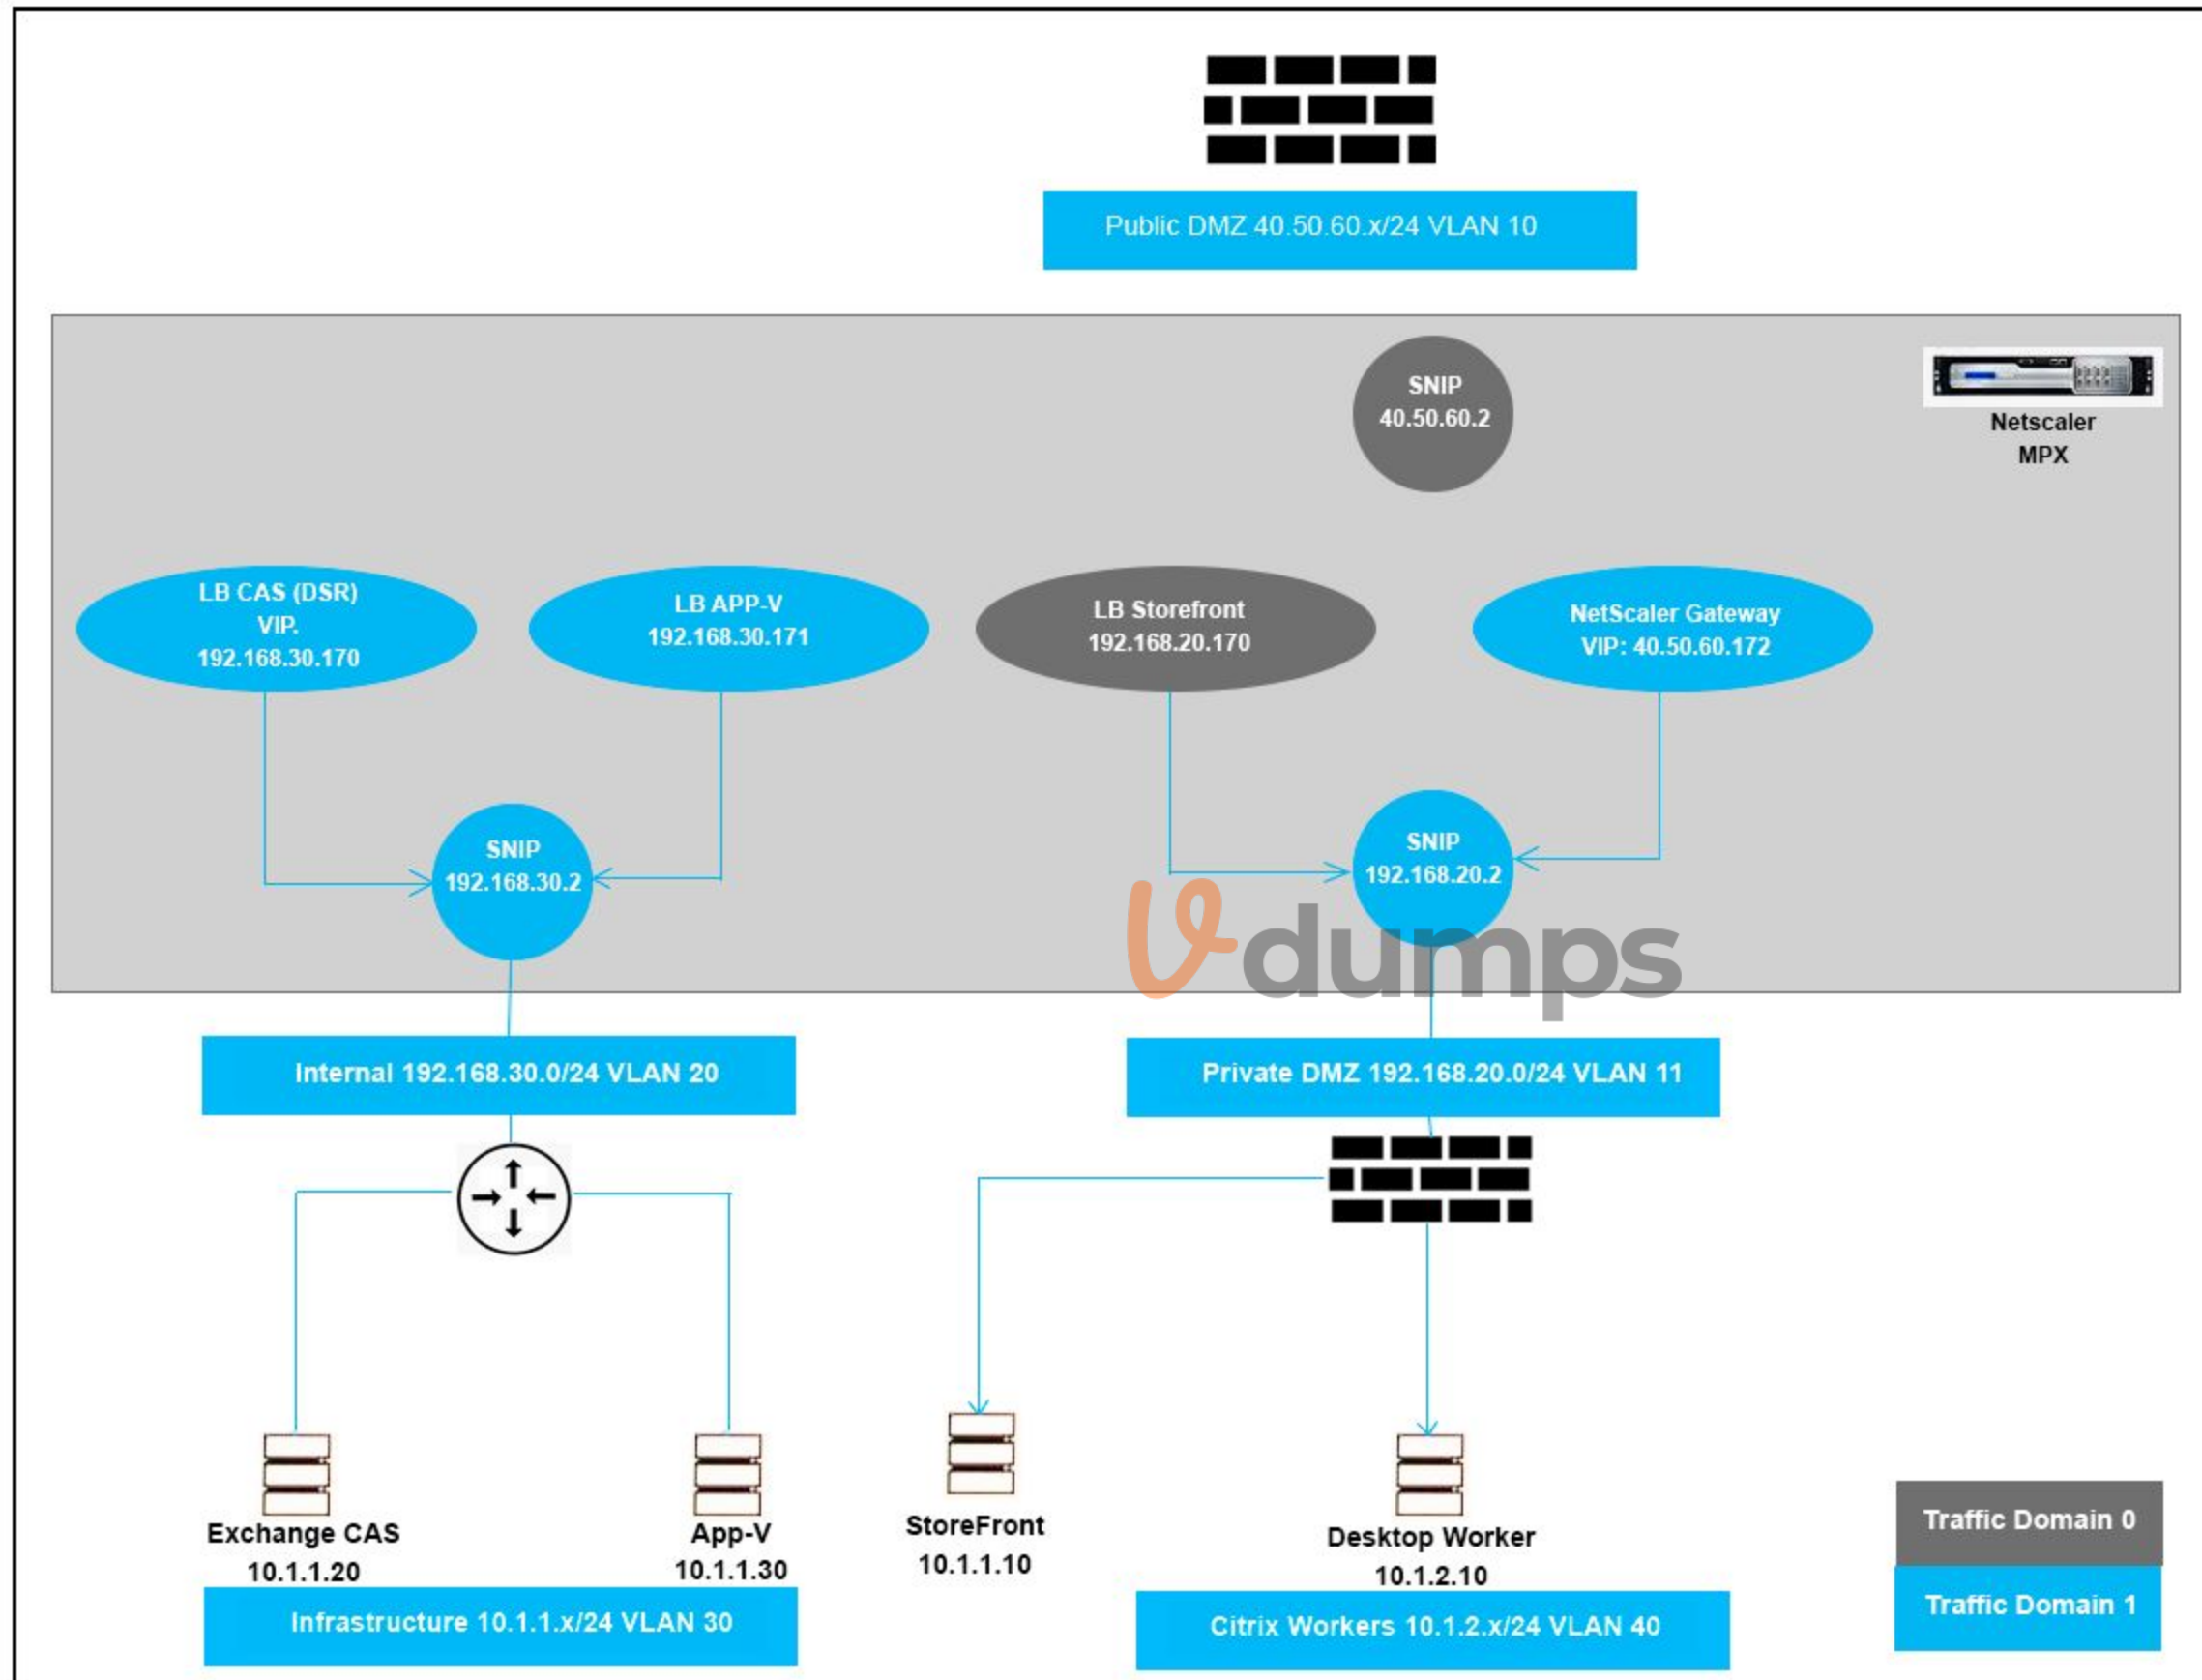 Public DMZ 40.50.60.x/24 VLAN 10
SNIP
40.50.60.2
Netscaler
MPX
LB CAS (DSR)
VIP.
192.168.30.170
LB APP-V
192.168.30.171
LB Storefront
192.168.20.170
NetScaler Gateway
VIP: 40.50.60.172
SNIP
192.168.30.2
SNIP
192.168.20.2
Vdumps
Internal 192.168.30.0/24 VLAN 20
Private DMZ 192.168.20.0/24 VLAN 11
Exchange CAS
10.1.1.20
App-V
10.1.1.30
StoreFront
10.1.1.10
Desktop Worker
10.1.2.10
Infrastructure 10.1.1.x/24 VLAN 30
Citrix Workers 10.1.2.x/24 VLAN 40
Traffic Domain 0
Traffic Domain 1